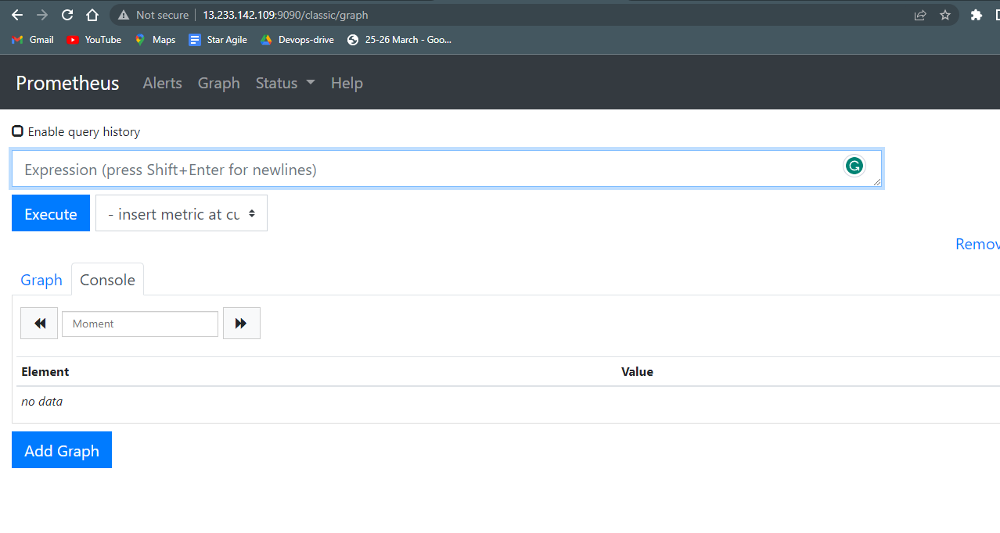 Not secure 13.233.142.109:9090/classic/graph
Gmail YouTube Maps Star Agile Devops-drive 25-26 March - Goo...
Prometheus Alerts Graph Status Help
Enable query history
Expression (press Shift+Enter for newlines)
Execute - insert metric at cu
Remov
Graph Console
Moment
Element Value
no data
Add Graph